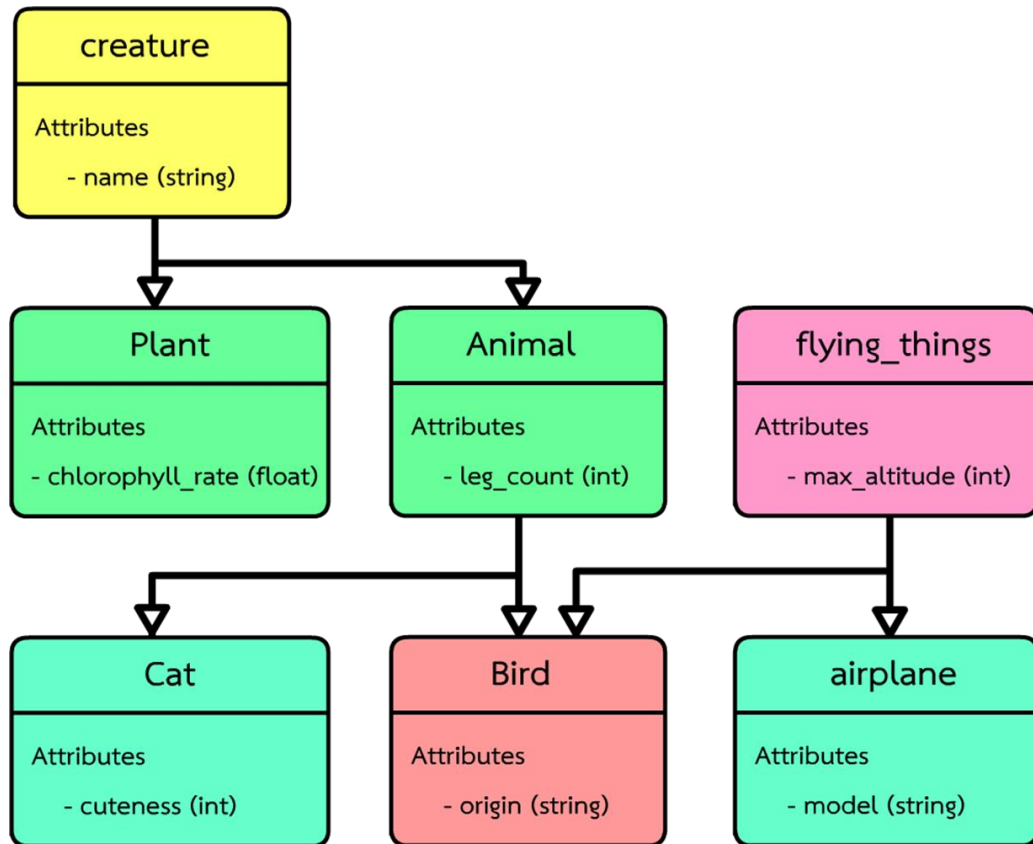 creature
Attributes
- name (string)
Plant
Attributes
- chlorophyll_rate (float)
Animal
Attributes
- leg_count (int)
flying_things
Attributes
- max_altitude (int)
Cat
Attributes
- cuteness (int)
Bird
Attributes
- origin (string)
airplane
Attributes
- model (string)